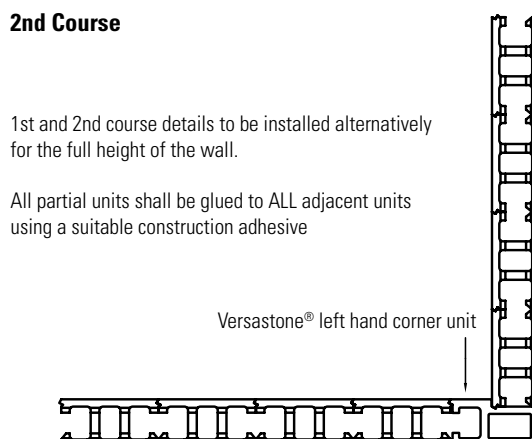 2nd Course
1st and 2nd course details to be installed alternatively
for the full height of the wall.
All partial units shall be glued to ALL adjacent units
using a suitable construction adhesive
Versastone® left hand corner unit